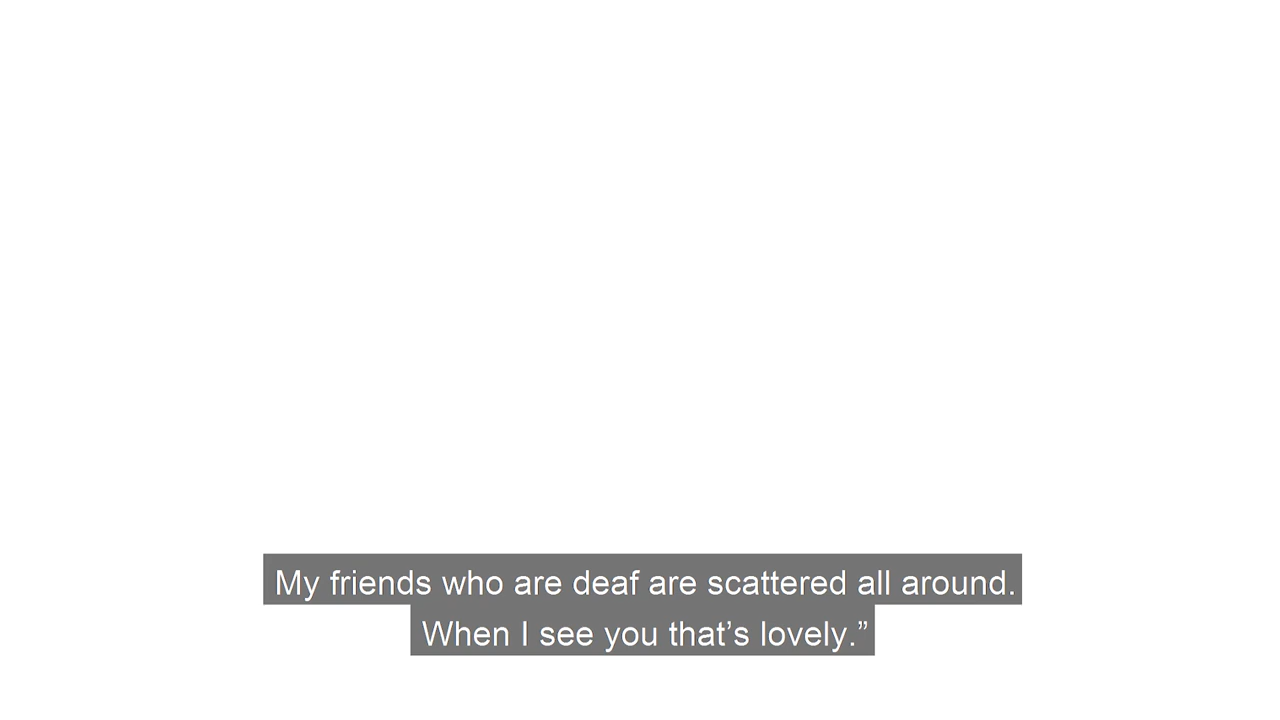 My friends who are deaf are scattered all around.
When I see you that’s lovely.”